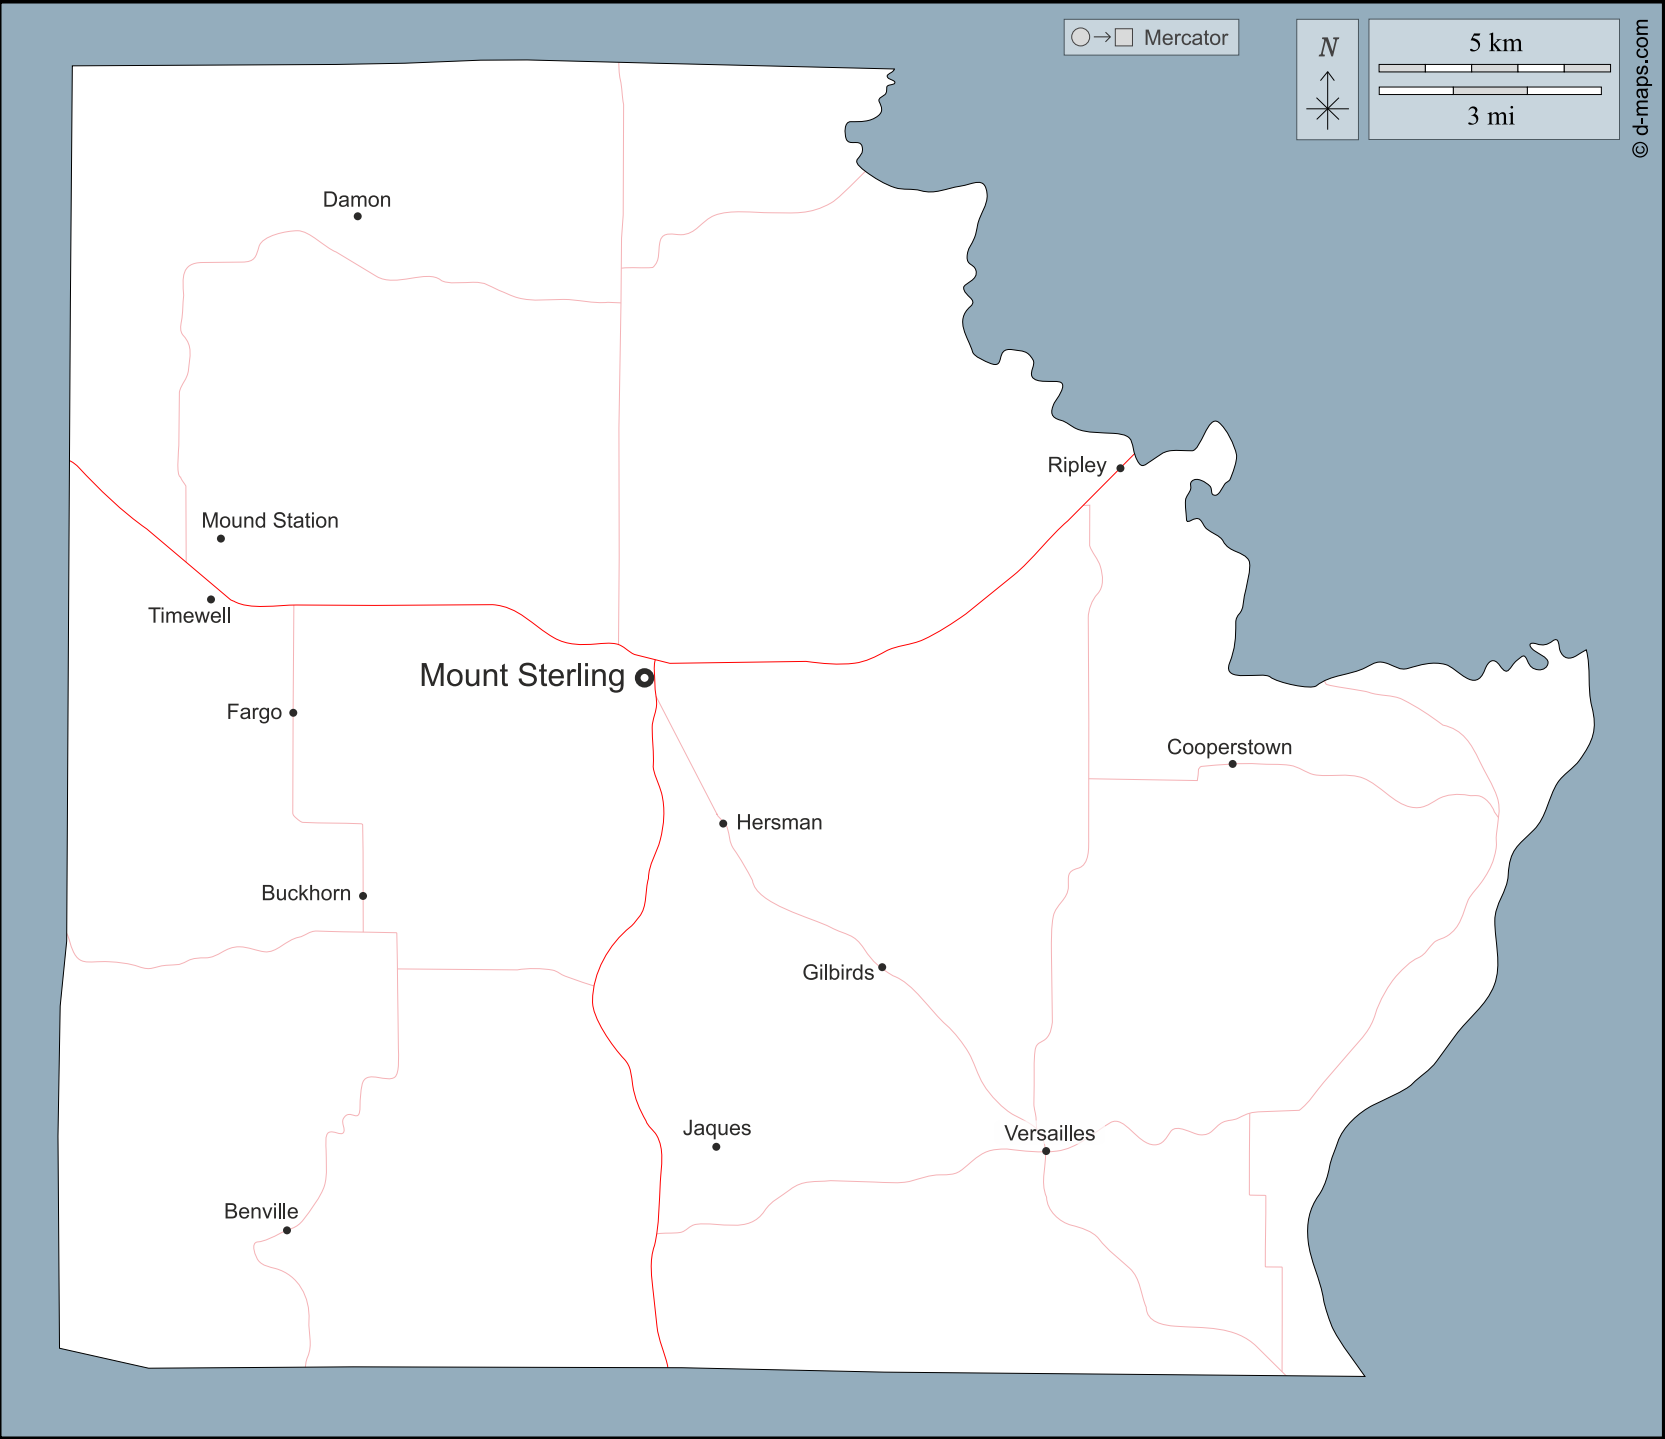 Mercator
N
5 km
3 mi
© d-maps.com
Damon
Ripley
Mound Station
Timewell
Mount Sterling
Fargo
Cooperstown
Hersman
Buckhorn
Gilbirds
Jaques
Versailles
Benville